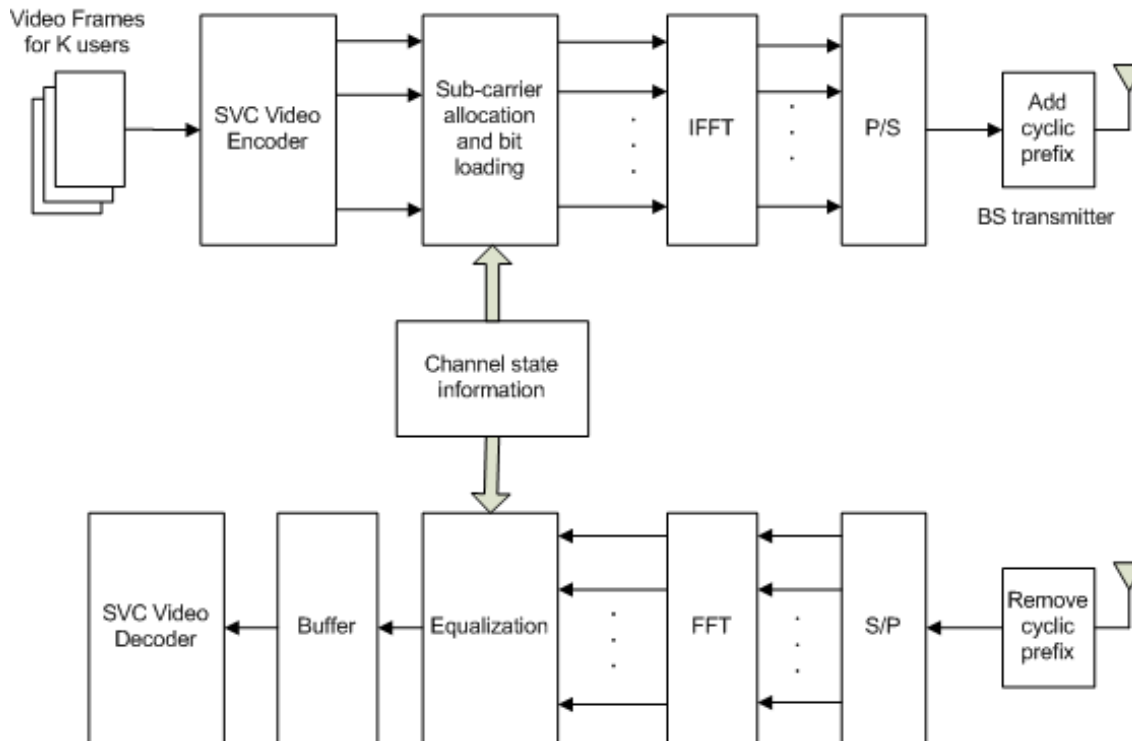 Video Frames
for K users
SVC Video
Encoder
Sub-carrier
allocation
and bit
loading
IFFT
P/S
Add
cyclic
prefix
BS transmitter
Channel state
information
SVC Video
Decoder
Buffer
Equalization
FFT
S/P
Remove
cyclic
prefix